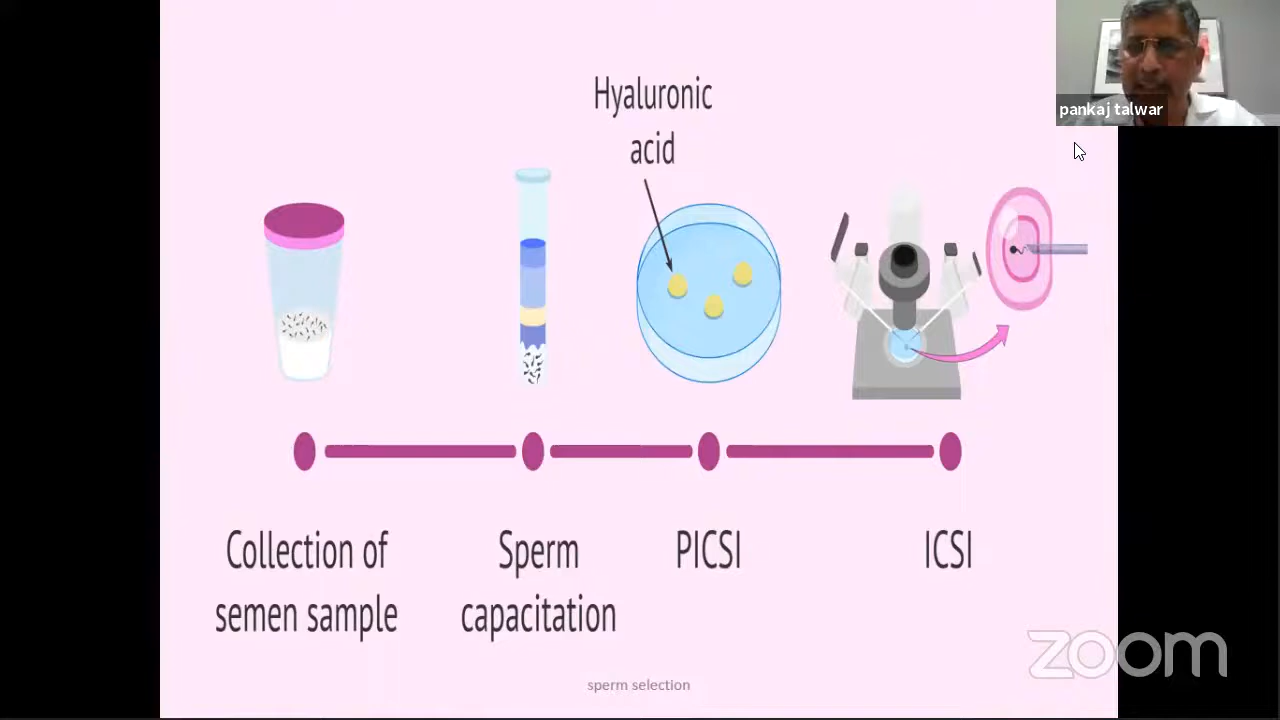 Hyaluronic
acid
pankaj talwar
Collection of
semen sample
Sperm
capacitation
PICSI
ICSI
sperm selection
zoom